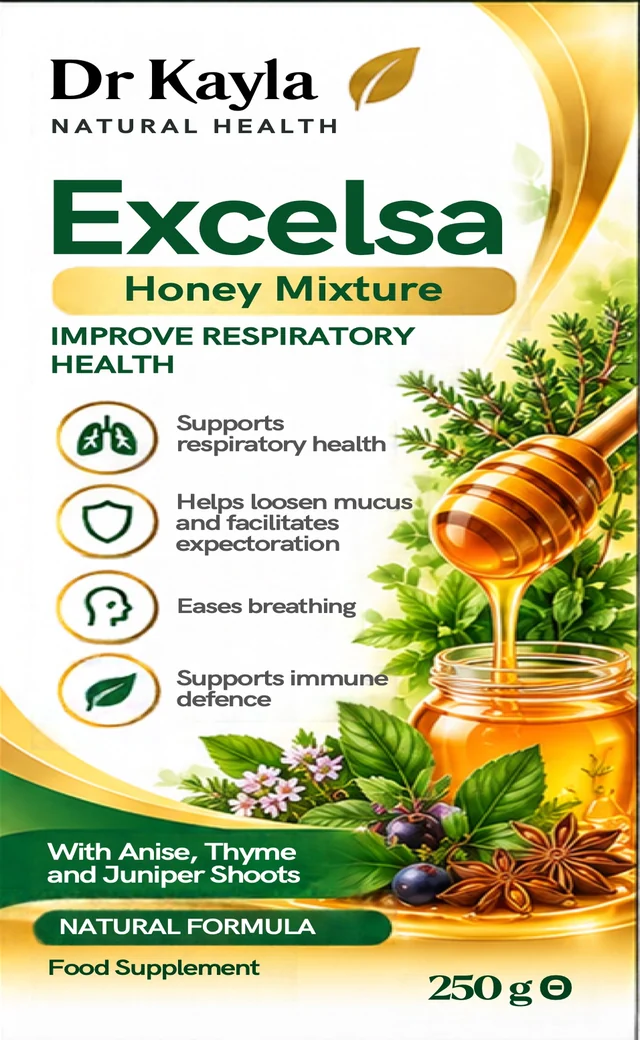 Dr Kayla
NATURAL HEALTH
Excelsa
Honey Mixture
IMPROVE RESPIRATORY
HEALTH
Supports
respiratory health
Helps loosen mucus
and facilitates
expectoration
Eases breathing
Supports immune
defence
With Anise, Thyme
and Juniper Shoots
NATURAL FORMULA
Food Supplement
250 g Θ